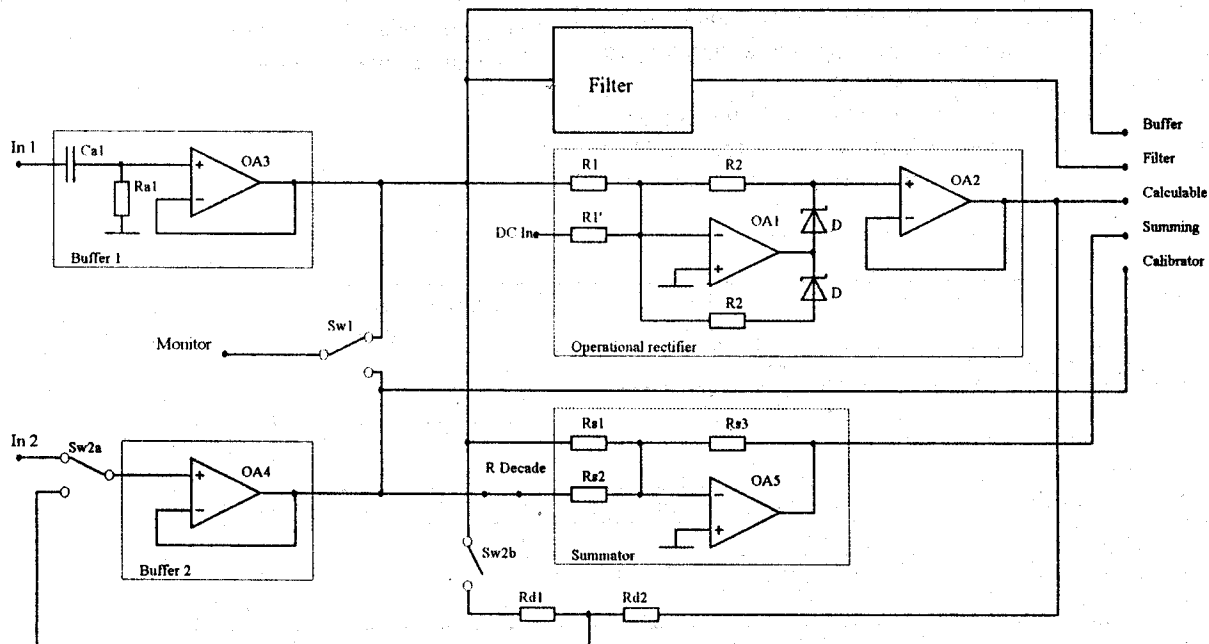 Filter
Buffer
In 1
Ca1
OA3
R1
R2
OA2
Filter
Ra1
Calculable
R1'
OA1
D
Summing
DC In
Buffer 1
D
Calibrator
R2
Sw1
Monitor
Operational rectifier
In 2
Sw2a
Rs1
Rs3
OA4
R Decade
Rs2
OA5
Sw2b
Summator
Buffer 2
Rd1
Rd2